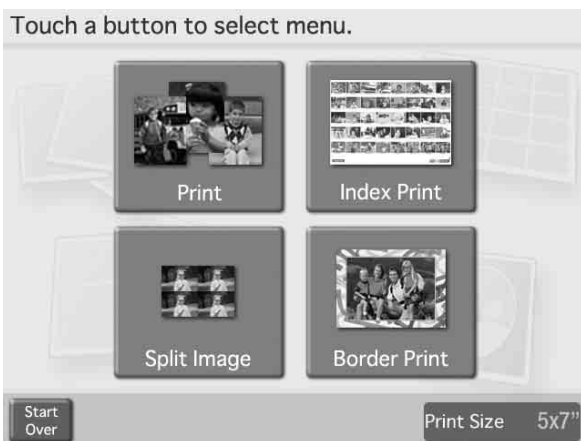 Touch a button to select menu.
Print
Index Print
Split Image
Border Print
Start
Over
Print Size 5x7"